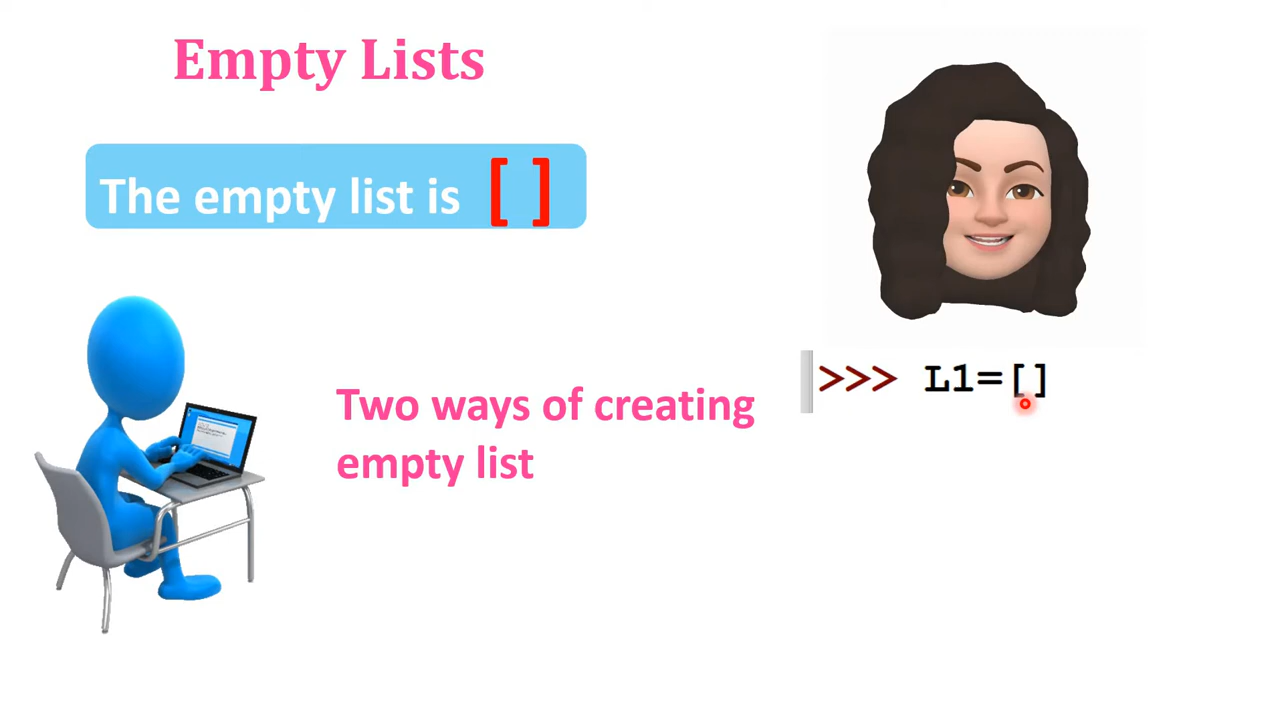 Empty Lists
The empty list is [ ]
>>> L1=[]
Two ways of creating
empty list